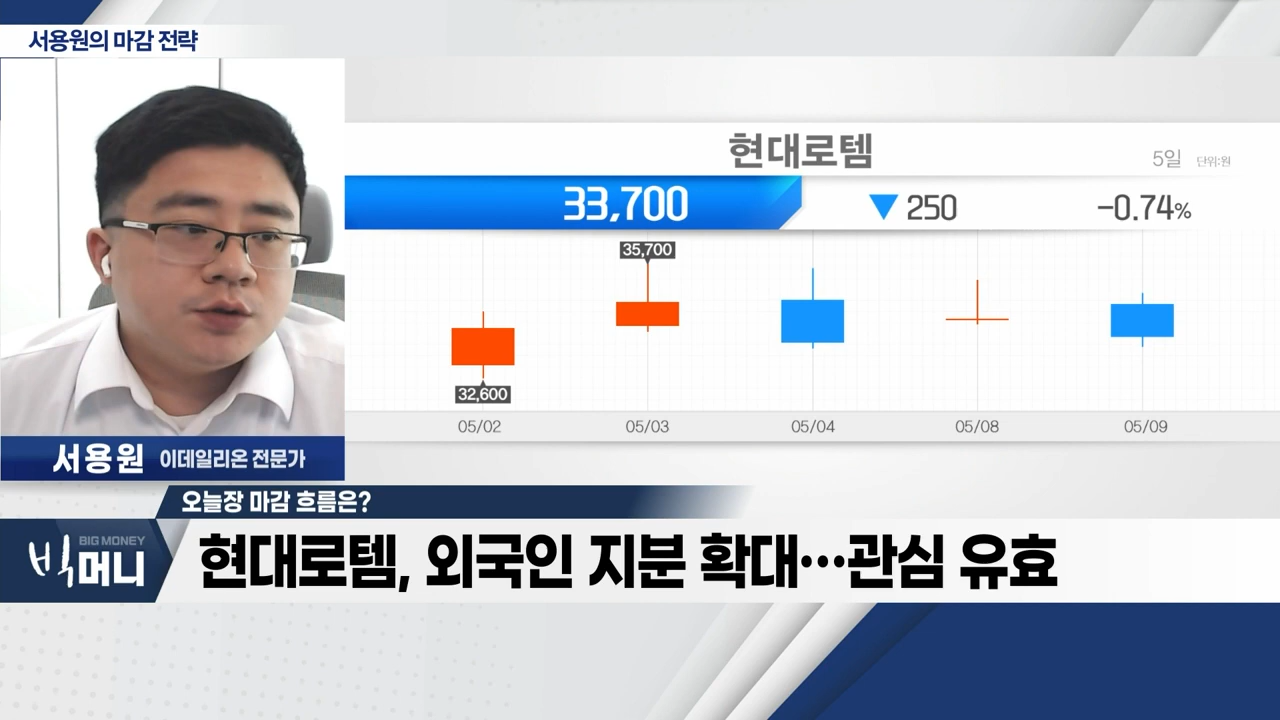 서용원의 마감 전략
현대로템
5일 단위:원
33,700 ▼250 -0.74%
35,700
32,600
05/02 05/03 05/04 05/08 05/09
서용원 이데일리온 전문가
오늘장 마감 흐름은?
BIG MONEY
빅머니
현대로템, 외국인 지분 확대…관심 유효